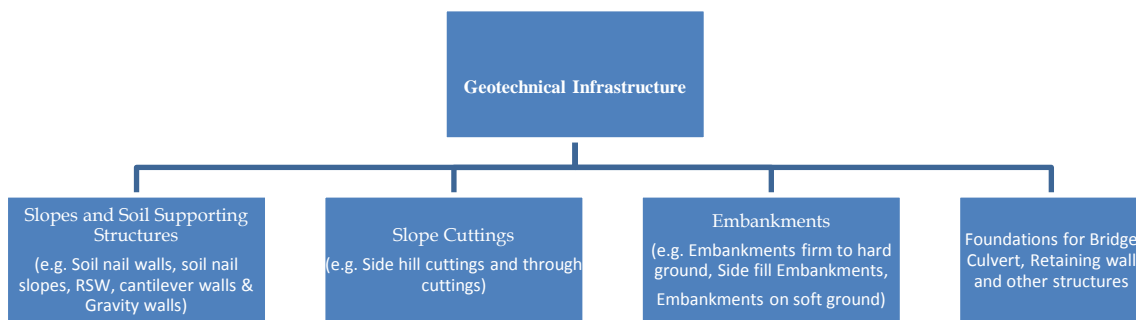 Geotechnical Infrastructure
Slopes and Soil Supporting
Structures
(e.g. Soil nail walls, soil nail
slopes, RSW, cantilever walls &
Gravity walls)
Slope Cuttings
(e.g. Side hill cuttings and through
cuttings)
Embankments
(e.g. Embankments firm to hard
ground, Side fill Embankments,
Embankments on soft ground)
Foundations for Bridge,
Culvert, Retaining wall
and other structures